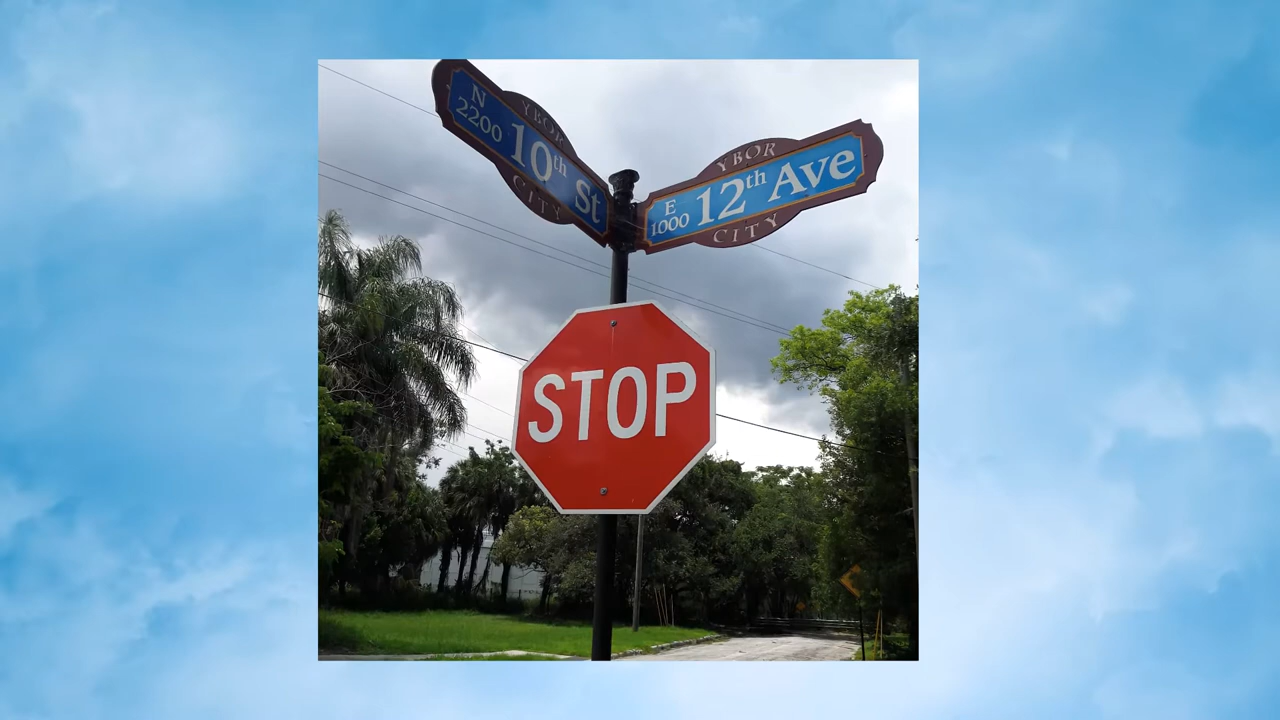 YBOR
N
2200 10th St
CITY
YBOR
E
1000 12th Ave
CITY
STOP